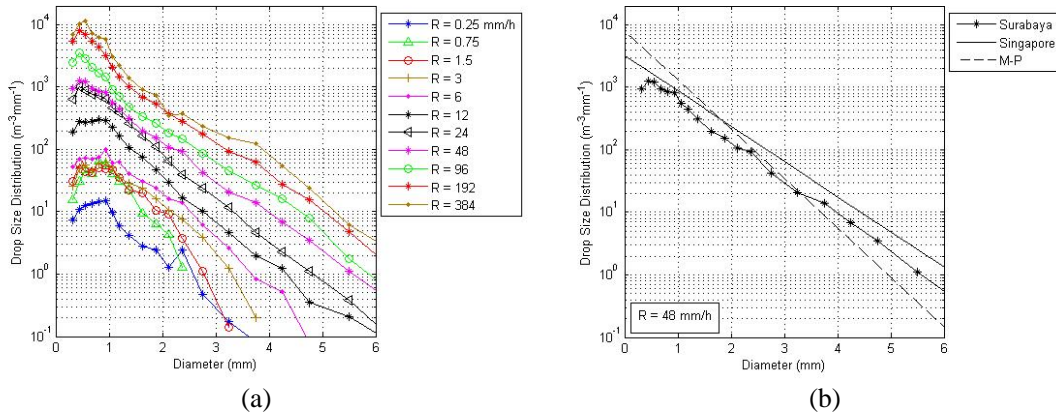 10^4
10^3
10^2
10^1
10^0
10^-1
Drop Size Distribution (m^-3mm^-1)
0 1 2 3 4 5 6
Diameter (mm)
R = 0.25 mm/h
R = 0.75
R = 1.5
R = 3
R = 6
R = 12
R = 24
R = 48
R = 96
R = 192
R = 384
(a)
10^4
10^3
10^2
10^1
10^0
10^-1
Drop Size Distribution (m^-3mm^-1)
R = 48 mm/h
0 1 2 3 4 5 6
Diameter (mm)
Surabaya
Singapore
M-P
(b)